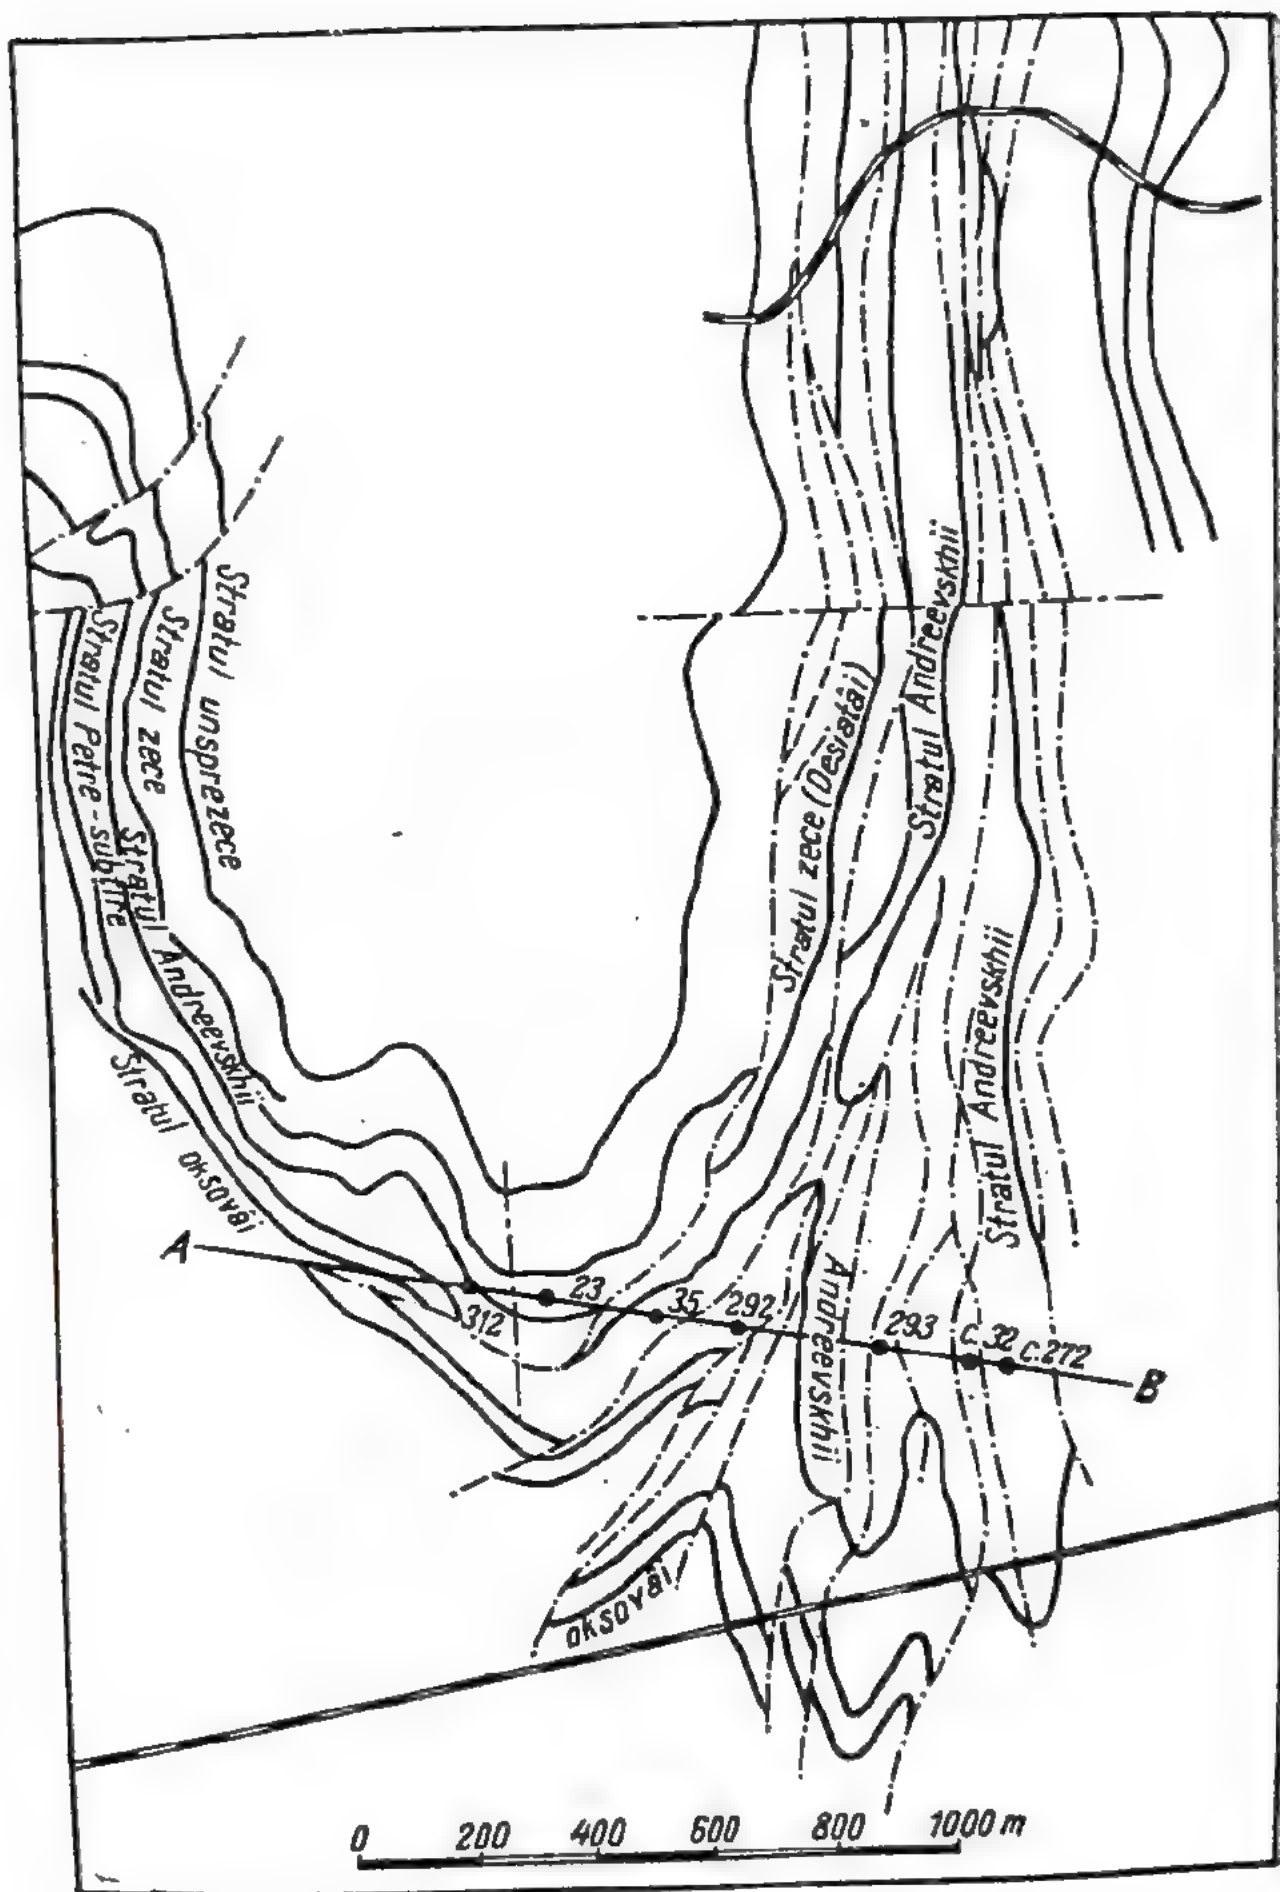 Stratul unsprezece
Stratul zece
Stratul Petre-subţire
Stratul Andreevskhii
Stratul oksovâi
Stratul zece (Desiatâi)
Stratul Andreevskhii
Stratul Andreevskhii
Andreevskhii
A
312
23
35
292
293
c. 32
c. 272
B
oksovâi
0 200 400 600 800 1000 m